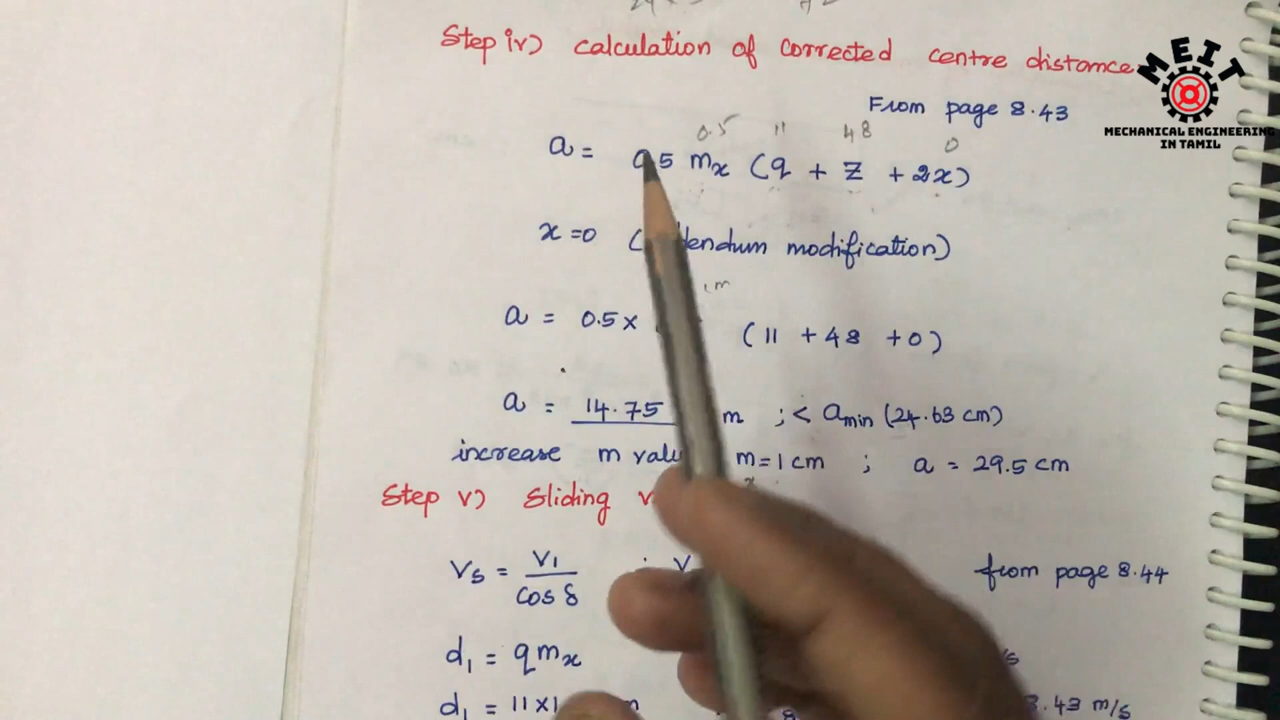 Step iv) calculation of corrected centre distance
MEIT
MECHANICAL ENGINEERING
IN TAMIL
From page 8.43
0.5 11 48 0
a = 0.5 mx (q + z + 2x)
x = 0 ( dendum modification)
a = 0.5 x (11 + 48 + 0)
a = 14.75 m ; < amin (24.63 cm)
increase m valu m = 1 cm ; a = 29.5 cm
Step v) Sliding v
Vs = V1 / cos δ ; V from page 8.44
d1 = q mx
d1 = 11 x 1 m 3.43 m/s